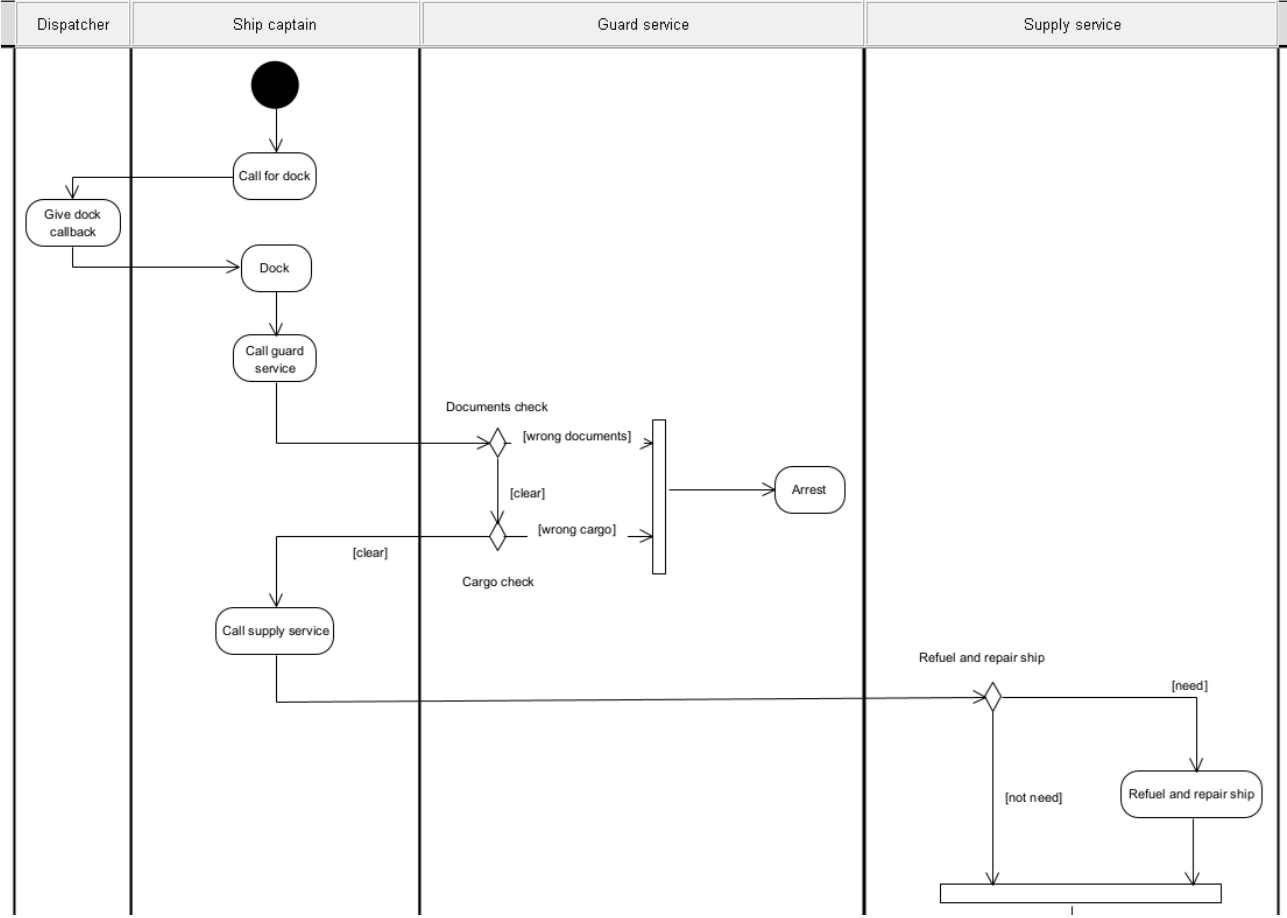 Dispatcher
Ship captain
Guard service
Supply service
Call for dock
Give dock
callback
Dock
Call guard
service
Documents check
[wrong documents]
[clear]
Arrest
[wrong cargo]
[clear]
Cargo check
Call supply service
Refuel and repair ship
[need]
[not need]
Refuel and repair ship